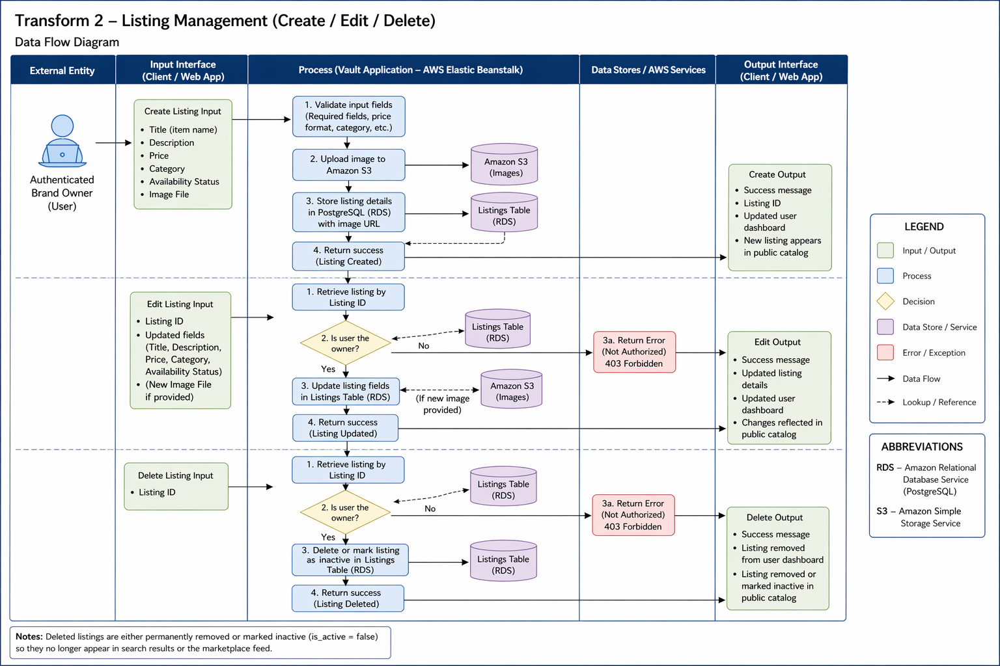 Transform 2 – Listing Management (Create / Edit / Delete)
Data Flow Diagram
External Entity
Input Interface
(Client / Web App)
Process (Vault Application – AWS Elastic Beanstalk)
Data Stores / AWS Services
Output Interface
(Client / Web App)
Authenticated
Brand Owner
(User)
Create Listing Input
• Title (item name)
• Description
• Price
• Category
• Availability Status
• Image File
1. Validate input fields
(Required fields, price
format, category, etc.)
2. Upload image to
Amazon S3
Amazon S3
(Images)
3. Store listing details
in PostgreSQL (RDS)
with image URL
Listings Table
(RDS)
4. Return success
(Listing Created)
Create Output
• Success message
• Listing ID
• Updated user
dashboard
• New listing appears
in public catalog
Edit Listing Input
• Listing ID
• Updated fields
(Title, Description,
Price, Category,
Availability Status)
• (New Image File
if provided)
1. Retrieve listing by
Listing ID
2. Is user the
owner?
Listings Table
(RDS)
No
Yes
3a. Return Error
(Not Authorized)
403 Forbidden
3. Update listing fields
in Listings Table (RDS)
(If new image
provided)
Amazon S3
(Images)
4. Return success
(Listing Updated)
Edit Output
• Success message
• Updated listing
details
• Updated user
dashboard
• Changes reflected in
public catalog
Delete Listing Input
• Listing ID
1. Retrieve listing by
Listing ID
2. Is user the
owner?
Listings Table
(RDS)
No
Yes
3a. Return Error
(Not Authorized)
403 Forbidden
3. Delete or mark listing
as inactive in Listings
Table (RDS)
Listings Table
(RDS)
4. Return success
(Listing Deleted)
Delete Output
• Success message
• Listing removed
from user dashboard
• Listing removed or
marked inactive in
public catalog
LEGEND
Input / Output
Process
Decision
Data Store / Service
Error / Exception
Data Flow
Lookup / Reference
ABBREVIATIONS
RDS – Amazon Relational
Database Service
(PostgreSQL)
S3 – Amazon Simple
Storage Service
Notes: Deleted listings are either permanently removed or marked inactive (is_active = false)
so they no longer appear in search results or the marketplace feed.